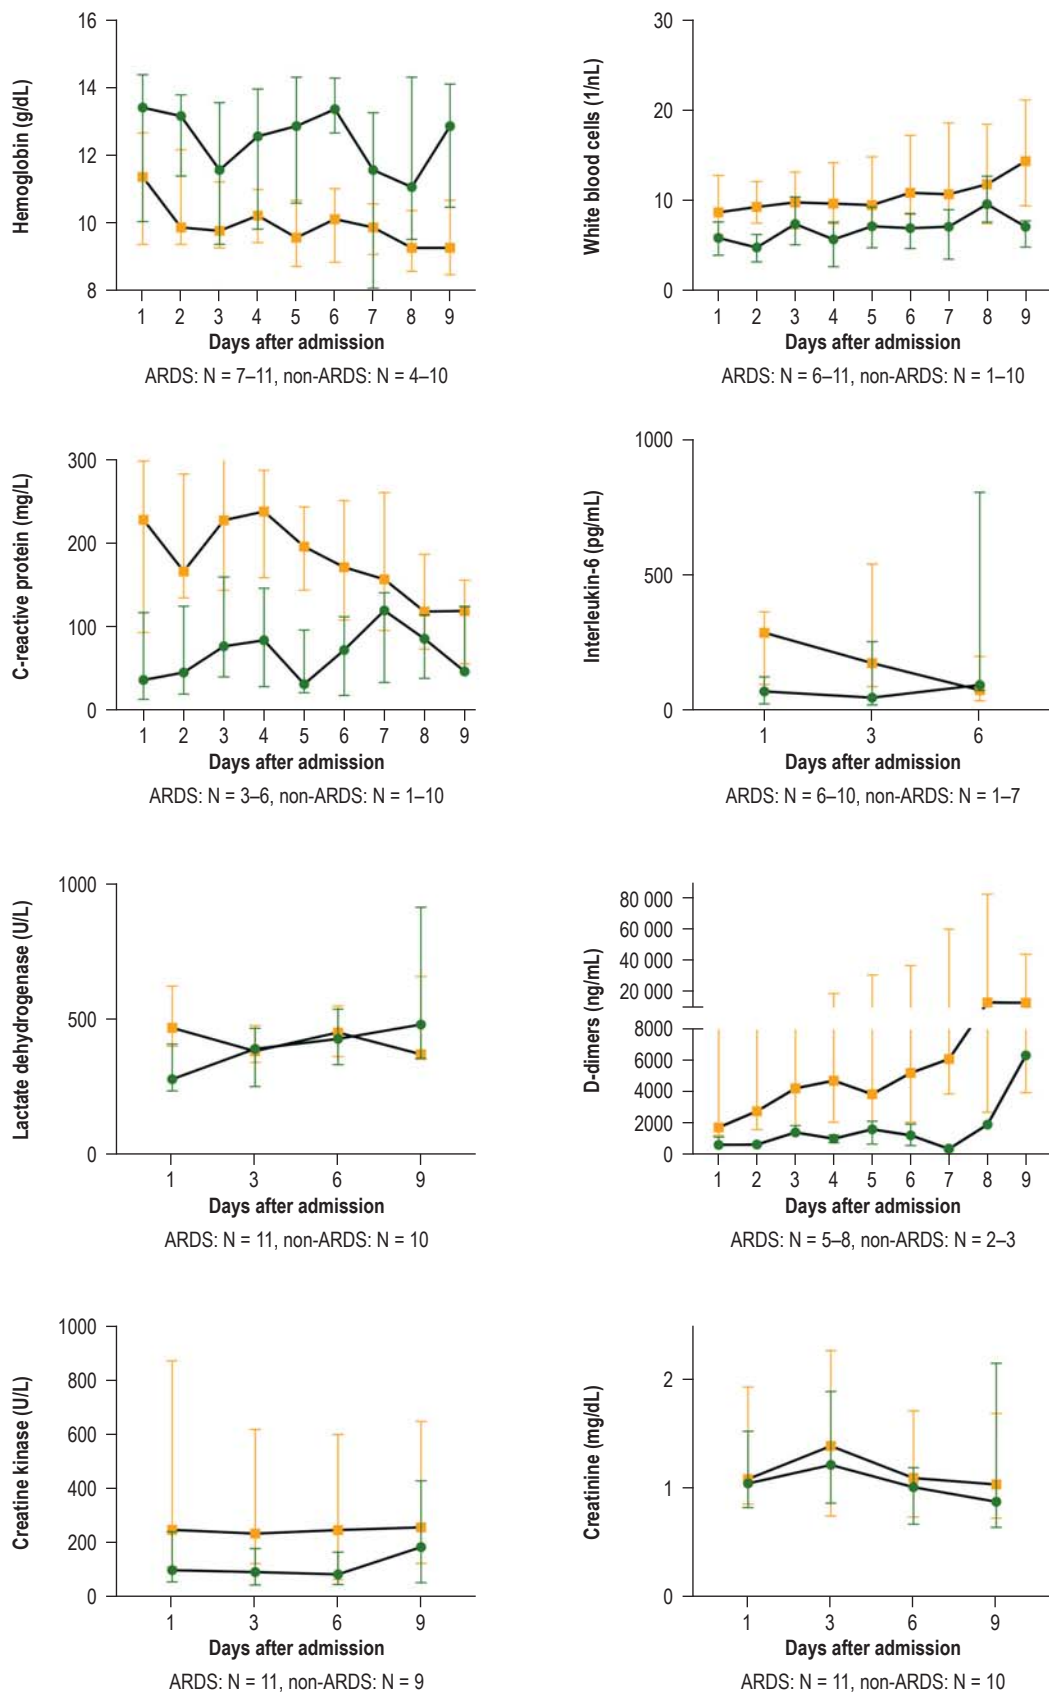 Hemoglobin (g/dL)
16
14
12
10
8
1 2 3 4 5 6 7 8 9
Days after admission
ARDS: N = 7–11, non-ARDS: N = 4–10
White blood cells (1/nL)
30
20
10
0
1 2 3 4 5 6 7 8 9
Days after admission
ARDS: N = 6–11, non-ARDS: N = 1–10
C-reactive protein (mg/L)
300
200
100
0
1 2 3 4 5 6 7 8 9
Days after admission
ARDS: N = 3–6, non-ARDS: N = 1–10
Interleukin-6 (pg/mL)
1000
500
0
1 3 6
Days after admission
ARDS: N = 6–10, non-ARDS: N = 1–7
Lactate dehydrogenase (U/L)
1000
500
0
1 3 6 9
Days after admission
ARDS: N = 11, non-ARDS: N = 10
D-dimers (ng/mL)
80 000
60 000
40 000
20 000
8000
6000
4000
2000
0
1 2 3 4 5 6 7 8 9
Days after admission
ARDS: N = 5–8, non-ARDS: N = 2–3
Creatine kinase (U/L)
1000
800
600
400
200
0
1 3 6 9
Days after admission
ARDS: N = 11, non-ARDS: N = 9
Creatinine (mg/dL)
2
1
0
1 3 6 9
Days after admission
ARDS: N = 11, non-ARDS: N = 10